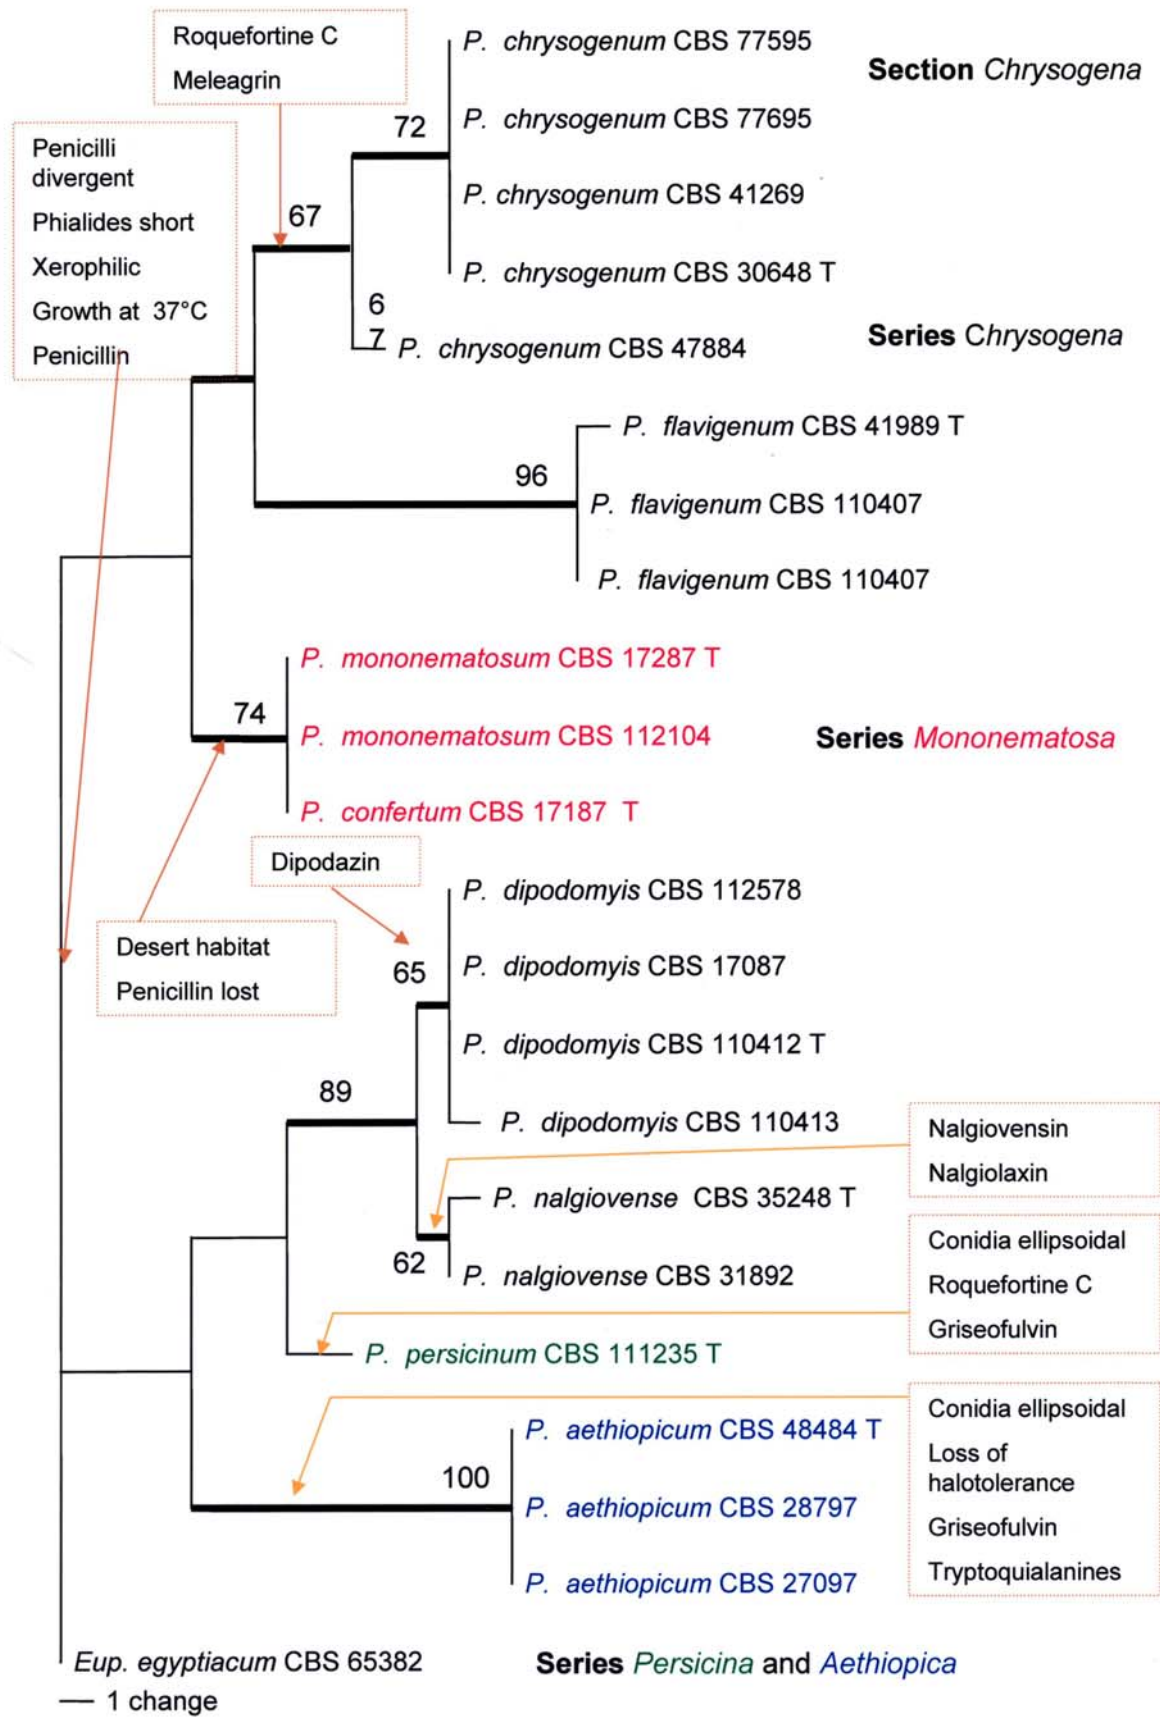 Roquefortine C
Meleagrin
P. chrysogenum CBS 77595
Section Chrysogena
P. chrysogenum CBS 77695
72
Penicilli
divergent
Phialides short
Xerophilic
Growth at 37°C
Penicillin
P. chrysogenum CBS 41269
67
P. chrysogenum CBS 30648 T
6
7
P. chrysogenum CBS 47884
Series Chrysogena
P. flavigenum CBS 41989 T
96
P. flavigenum CBS 110407
P. flavigenum CBS 110407
P. mononematosum CBS 17287 T
74
P. mononematosum CBS 112104
Series Mononematosa
P. confertum CBS 17187 T
Dipodazin
P. dipodomyis CBS 112578
Desert habitat
Penicillin lost
65
P. dipodomyis CBS 17087
P. dipodomyis CBS 110412 T
89
P. dipodomyis CBS 110413
Nalgiovensin
Nalgiolaxin
P. nalgiovense CBS 35248 T
62
P. nalgiovense CBS 31892
Conidia ellipsoidal
Roquefortine C
Griseofulvin
P. persicinum CBS 111235 T
Conidia ellipsoidal
Loss of
halotolerance
Griseofulvin
Tryptoquialanines
P. aethiopicum CBS 48484 T
100
P. aethiopicum CBS 28797
P. aethiopicum CBS 27097
Eup. egyptiacum CBS 65382
Series Persicina and Aethiopica
1 change